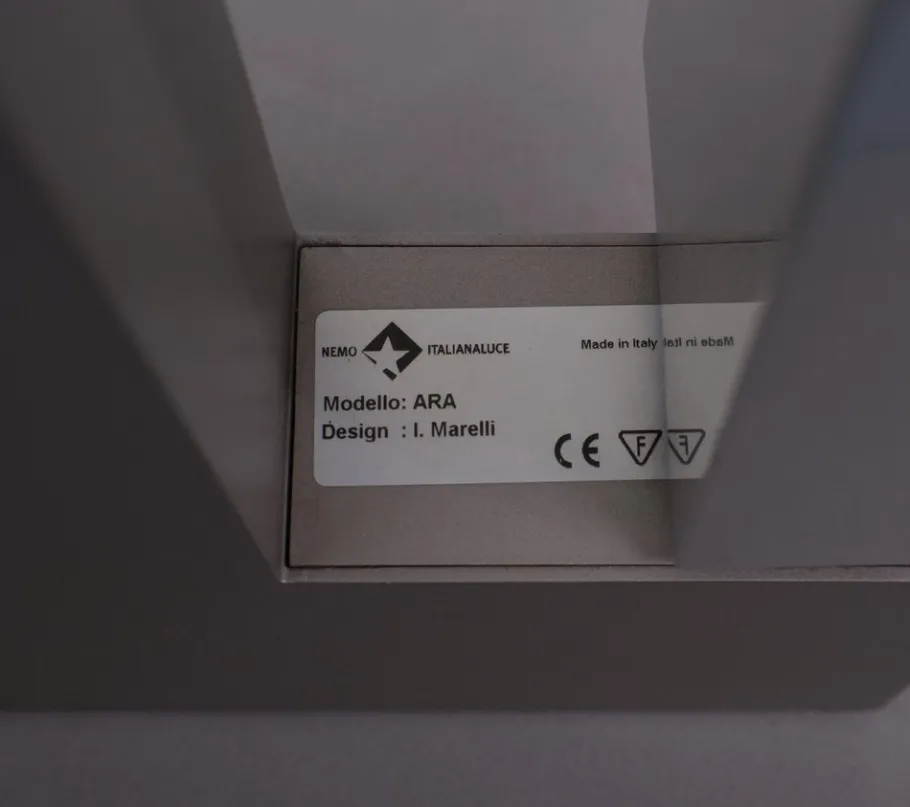 NEMO ITALIANALUCE
Made in Italy
Modello: ARA
Design : I. Marelli
CE F